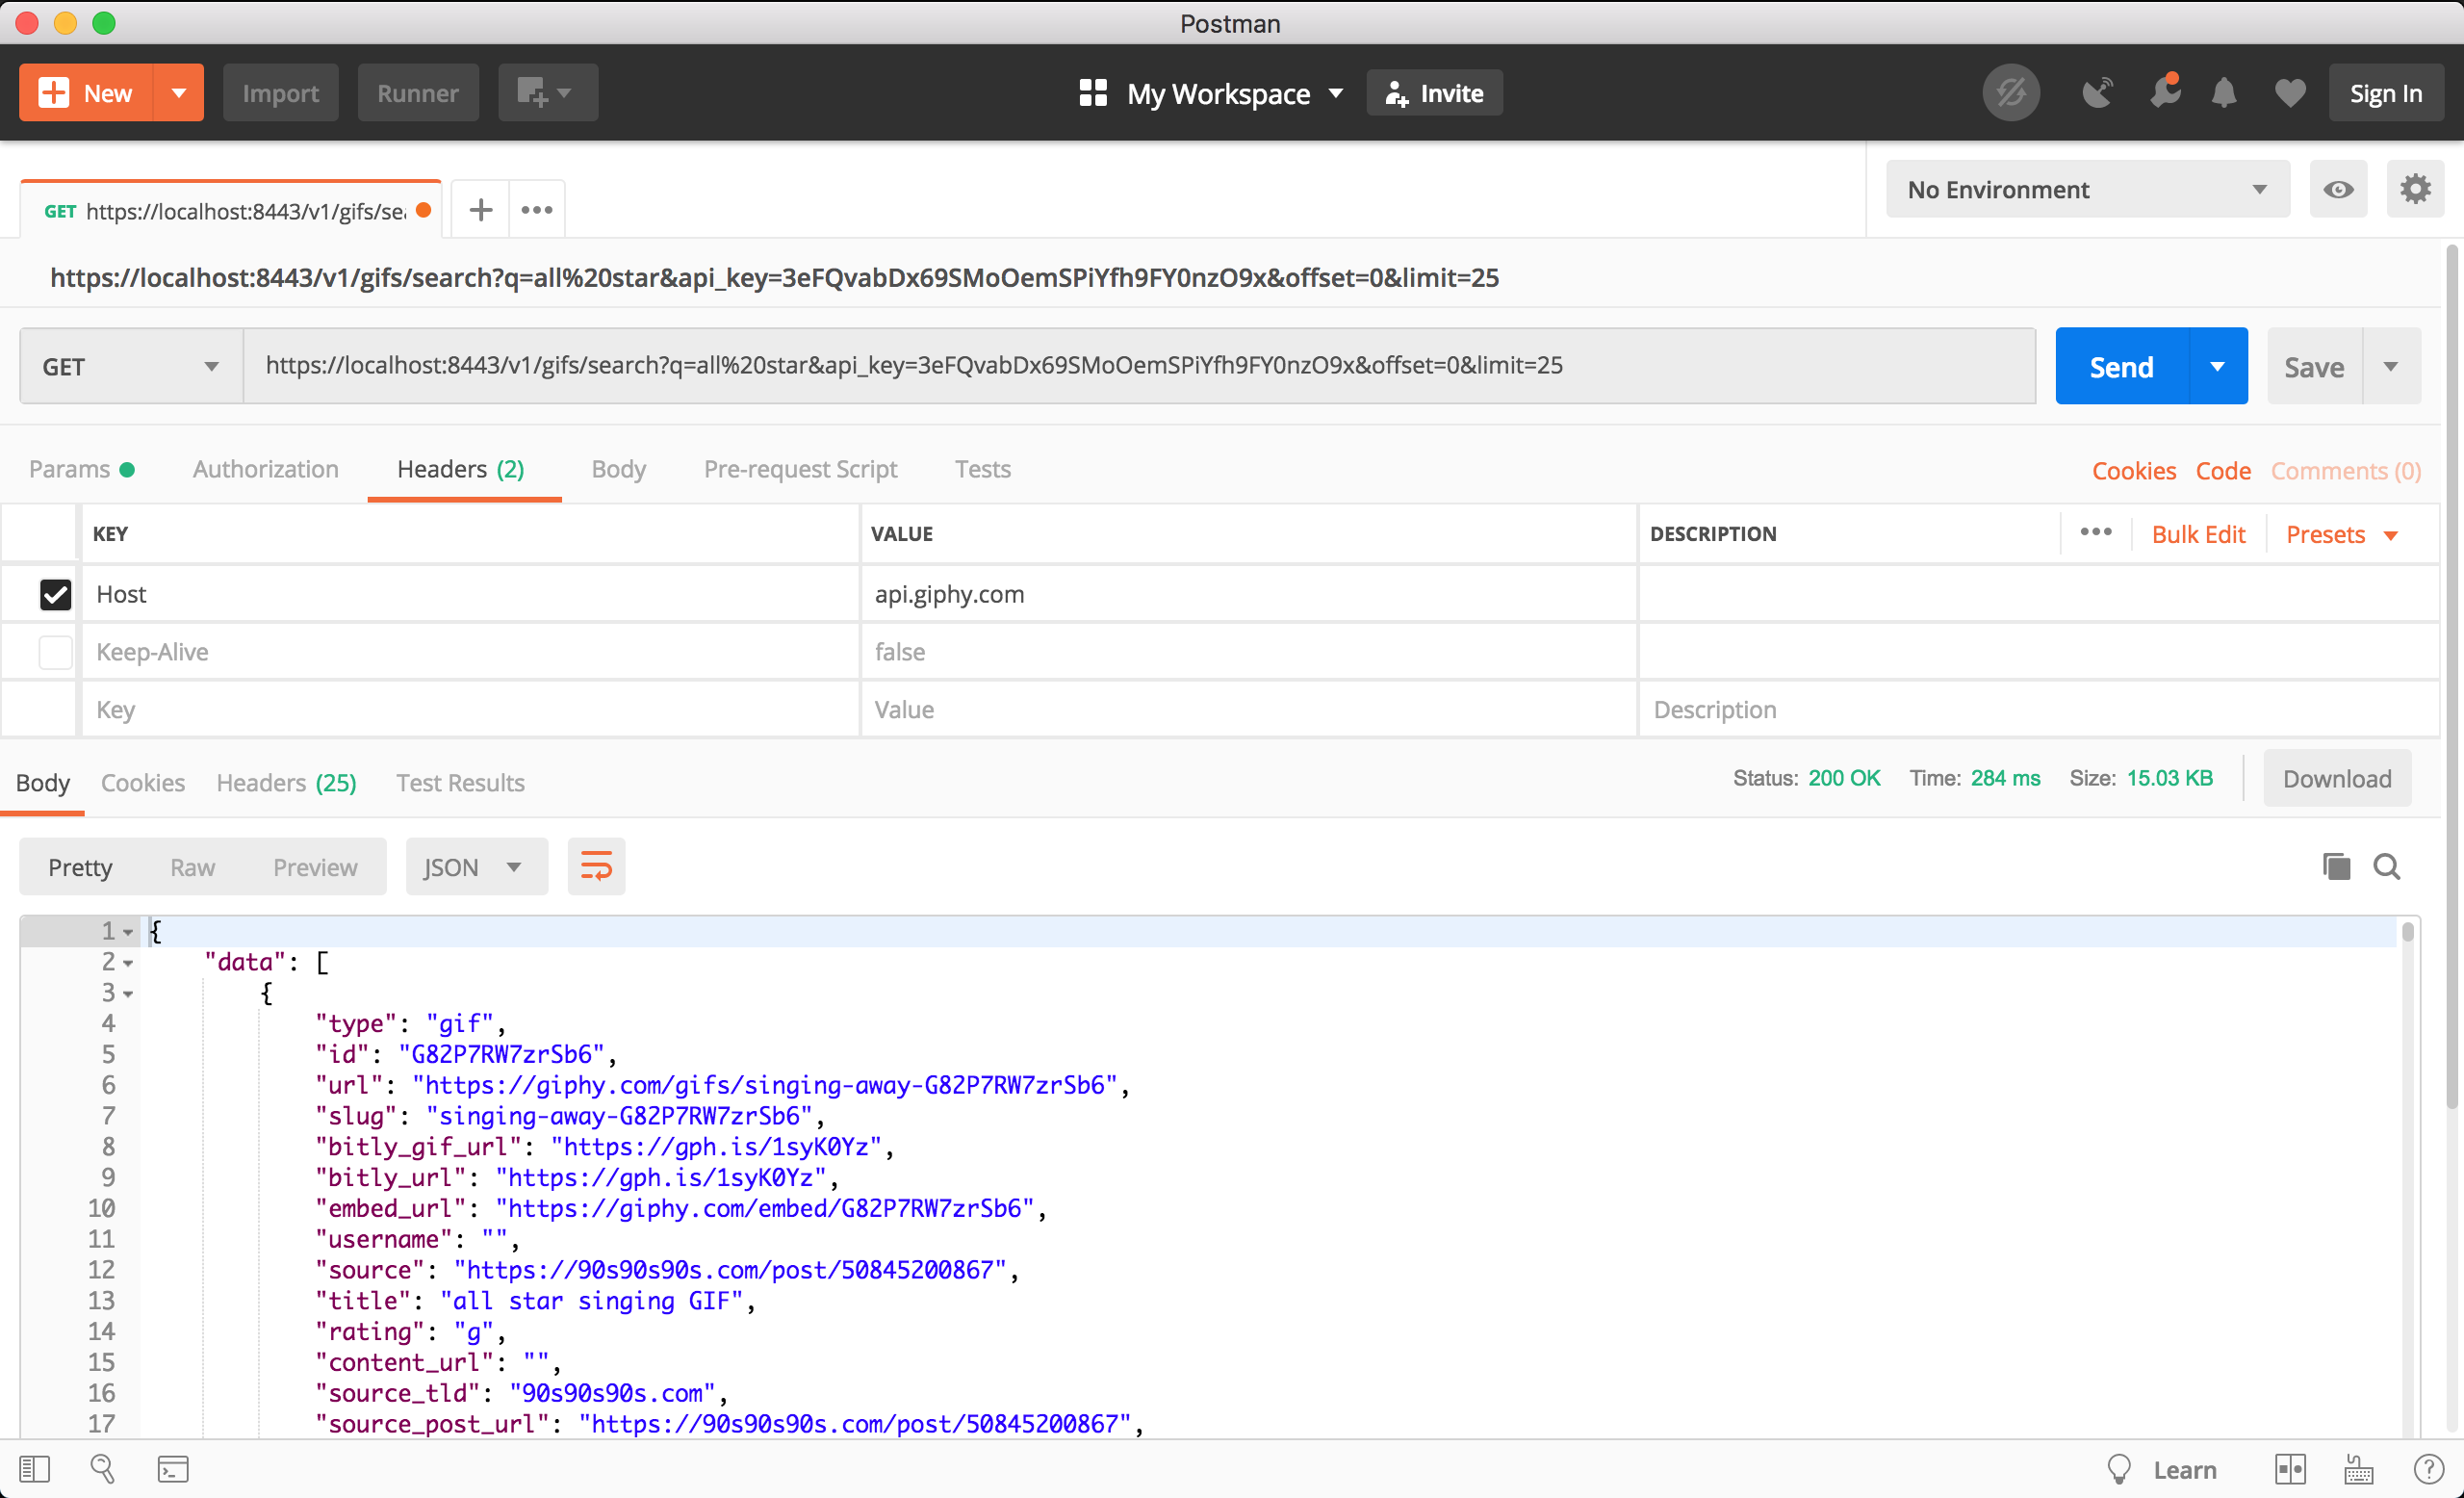 Postman
New Import Runner My Workspace Invite Sign In
GET https://localhost:8443/v1/gifs/sea No Environment
https://localhost:8443/v1/gifs/search?q=all%20star&api_key=3eFQvabDx69SMoOemSPiYfh9FY0nzO9x&offset=0&limit=25
GET https://localhost:8443/v1/gifs/search?q=all%20star&api_key=3eFQvabDx69SMoOemSPiYfh9FY0nzO9x&offset=0&limit=25 Send Save
Params Authorization Headers (2) Body Pre-request Script Tests Cookies Code Comments (0)
KEY VALUE DESCRIPTION ••• Bulk Edit Presets
Host api.giphy.com
Keep-Alive false
Key Value Description
Body Cookies Headers (25) Test Results Status: 200 OK Time: 284 ms Size: 15.03 KB Download
Pretty Raw Preview JSON
1 {
2 "data": [
3 {
4 "type": "gif",
5 "id": "G82P7RW7zrSb6",
6 "url": "https://giphy.com/gifs/singing-away-G82P7RW7zrSb6",
7 "slug": "singing-away-G82P7RW7zrSb6",
8 "bitly_gif_url": "https://gph.is/1syK0Yz",
9 "bitly_url": "https://gph.is/1syK0Yz",
10 "embed_url": "https://giphy.com/embed/G82P7RW7zrSb6",
11 "username": "",
12 "source": "https://90s90s90s.com/post/50845200867",
13 "title": "all star singing GIF",
14 "rating": "g",
15 "content_url": "",
16 "source_tld": "90s90s90s.com",
17 "source_post_url": "https://90s90s90s.com/post/50845200867",
Learn